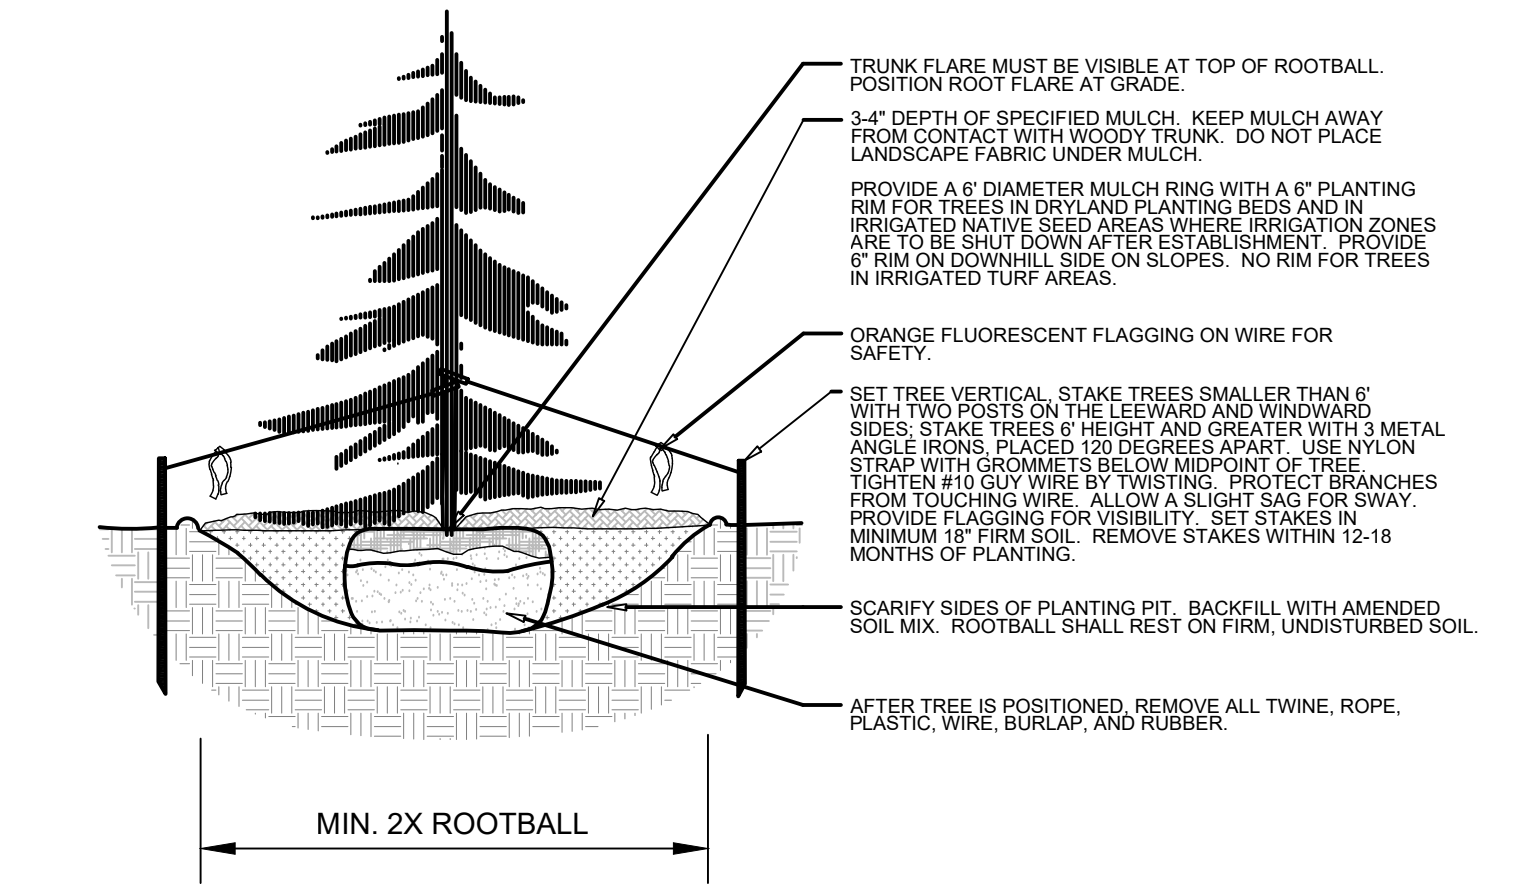 TRUNK FLARE MUST BE VISIBLE AT TOP OF ROOTBALL.
POSITION ROOT FLARE AT GRADE.
3-4" DEPTH OF SPECIFIED MULCH. KEEP MULCH AWAY
FROM CONTACT WITH WOODY TRUNK. DO NOT PLACE
LANDSCAPE FABRIC UNDER MULCH.
PROVIDE A 6' DIAMETER MULCH RING WITH A 6" PLANTING
RIM FOR TREES IN DRYLAND PLANTING BEDS AND IN
IRRIGATED NATIVE SEED AREAS WHERE IRRIGATION ZONES
ARE TO BE SHUT DOWN AFTER ESTABLISHMENT. PROVIDE
6" RIM ON DOWNHILL SIDE ON SLOPES. NO RIM FOR TREES
IN IRRIGATED TURF AREAS.
ORANGE FLUORESCENT FLAGGING ON WIRE FOR
SAFETY.
SET TREE VERTICAL, STAKE TREES SMALLER THAN 6'
WITH TWO POSTS ON THE LEEWARD AND WINDWARD
SIDES; STAKE TREES 6' HEIGHT AND GREATER WITH 3 METAL
ANGLE IRONS, PLACED 120 DEGREES APART. USE NYLON
STRAP WITH GROMMETS BELOW MIDPOINT OF TREE.
TIGHTEN #10 GUY WIRE BY TWISTING. PROTECT BRANCHES
FROM TOUCHING WIRE. ALLOW A SLIGHT SAG FOR SWAY.
PROVIDE FLAGGING FOR VISIBILITY. SET STAKES IN
MINIMUM 18" FIRM SOIL. REMOVE STAKES WITHIN 12-18
MONTHS OF PLANTING.
SCARIFY SIDES OF PLANTING PIT. BACKFILL WITH AMENDED
SOIL MIX. ROOTBALL SHALL REST ON FIRM, UNDISTURBED SOIL.
AFTER TREE IS POSITIONED, REMOVE ALL TWINE, ROPE,
PLASTIC, WIRE, BURLAP, AND RUBBER.
MIN. 2X ROOTBALL